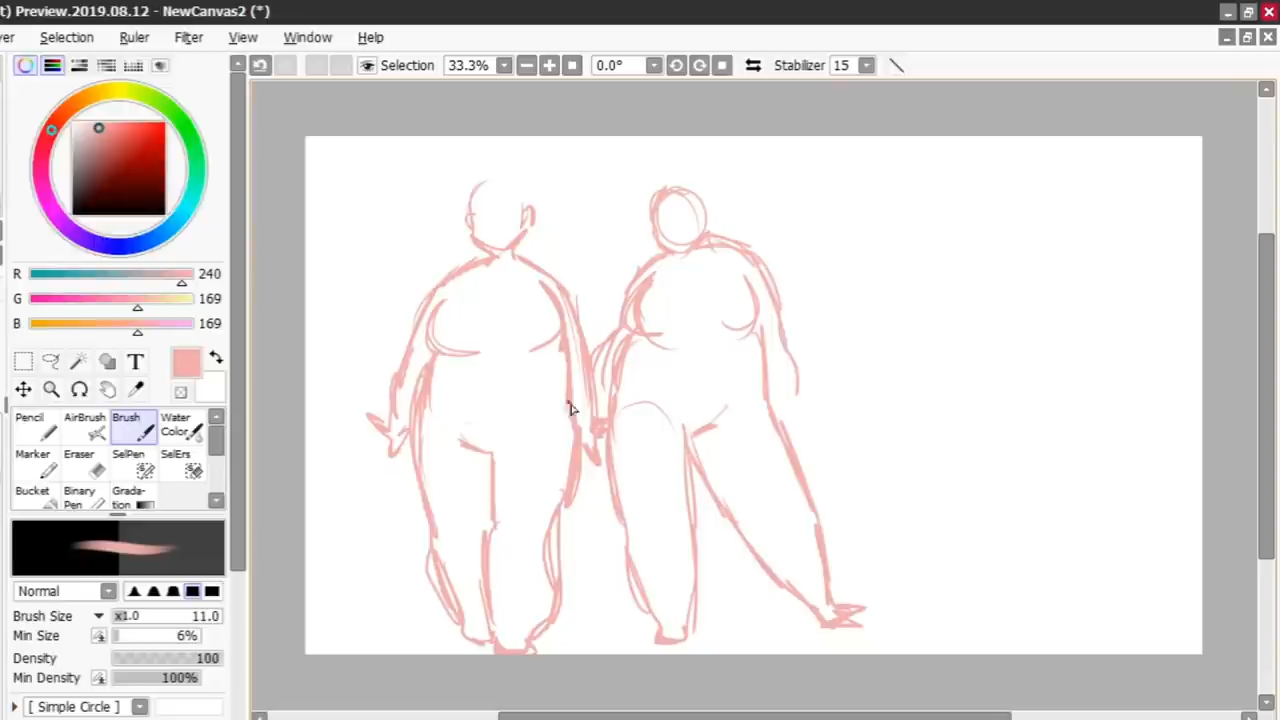 t) Preview.2019.08.12 - NewCanvas2 (*)
yer Selection Ruler Filter View Window Help
Selection 33.3% 0.0° Stabilizer 15
R 240
G 169
B 169
T
Pencil AirBrush Brush Water Color
Marker Eraser SelPen SelErs
Bucket Binary Pen Grada-tion
Normal
Brush Size x1.0 11.0
Min Size 6%
Density 100
Min Density 100%
[ Simple Circle ]